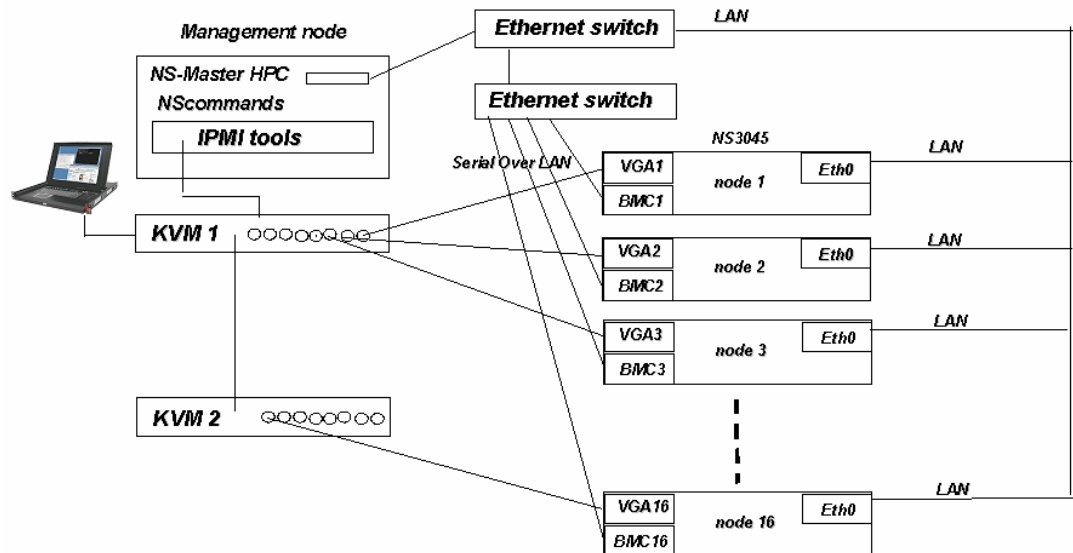 LAN
Ethernet switch
Management node
NS-Master HPC
NScommands
IPMI tools
Ethernet switch
Serial Over LAN
NS3045
LAN
VGA1
BMC1
node 1
Eth0
KVM 1
LAN
VGA2
BMC2
node 2
Eth0
LAN
VGA3
BMC3
node 3
Eth0
KVM 2
LAN
VGA16
BMC16
node 16
Eth0